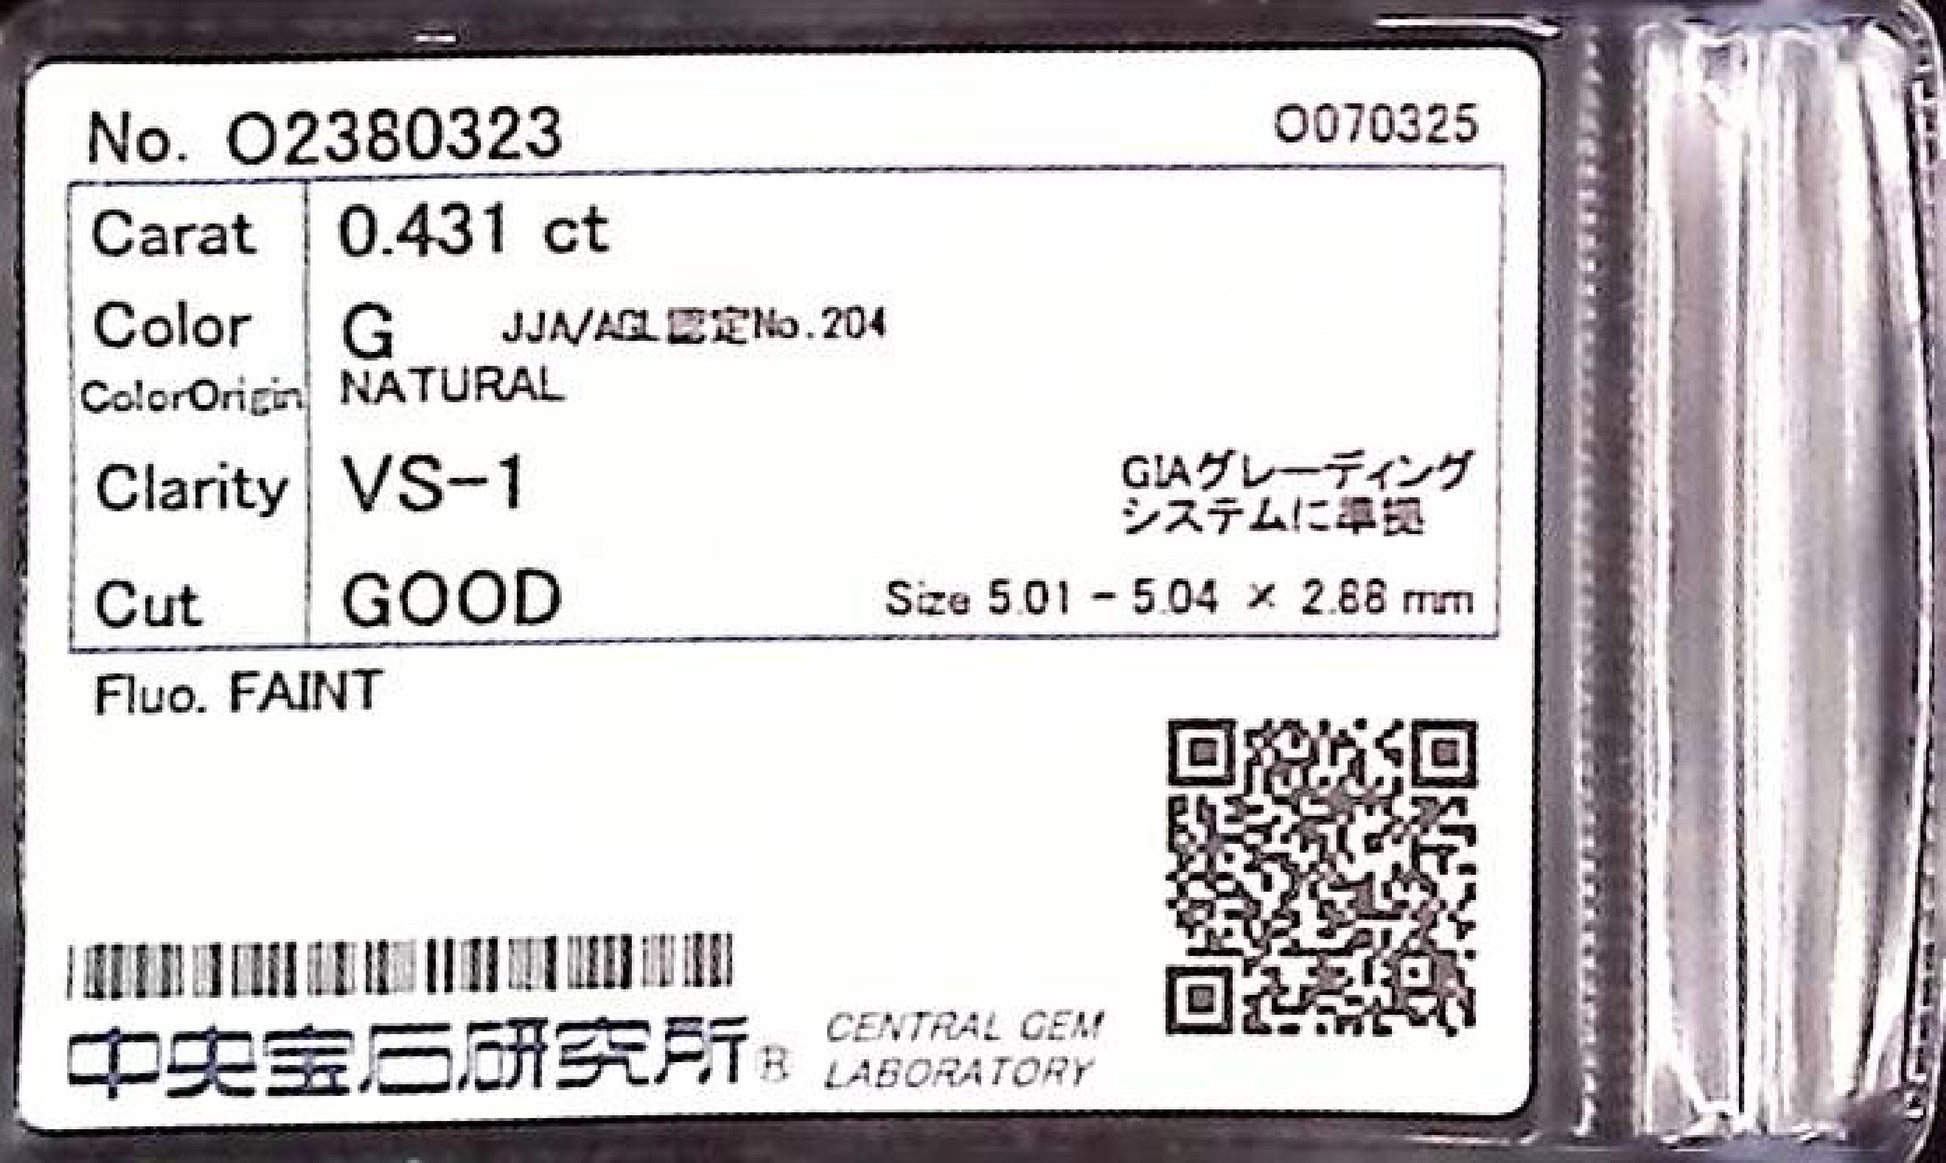 No. O2380323 O070325
Carat 0.431 ct
Color G JJA/AGL認定No.204
ColorOrigin NATURAL
Clarity VS-1 GIAグレーディング
システムに準拠
Cut GOOD Size 5.01 - 5.04 × 2.88 mm
Fluo. FAINT
中央宝石研究所® CENTRAL GEM
LABORATORY